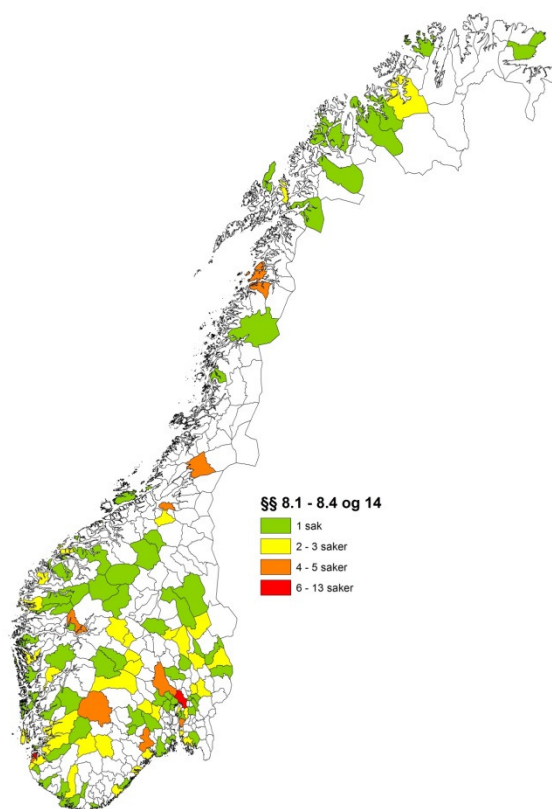 §§ 8.1 - 8.4 og 14
1 sak
2 - 3 saker
4 - 5 saker
6 - 13 saker